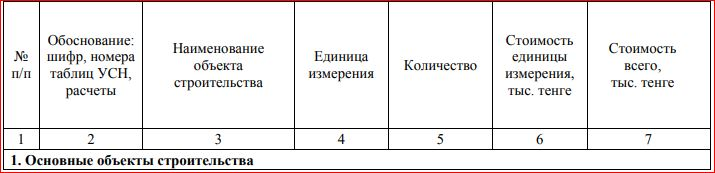 №
п/п
Обоснование:
шифр, номера
таблиц УСН,
расчеты
Наименование
объекта
строительства
Единица
измерения
Количество
Стоимость
единицы
измерения,
тыс. тенге
Стоимость
всего,
тыс. тенге
1 2 3 4 5 6 7
1. Основные объекты строительства